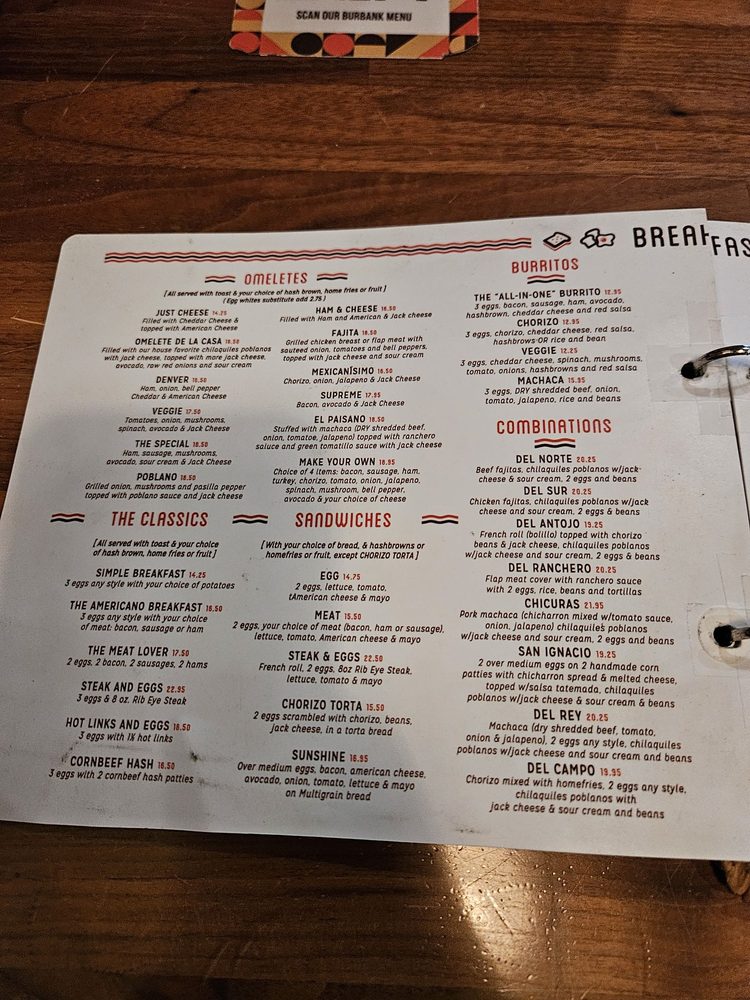 SCAN OUR BURBANK MENU
BREAKFAS
OMELETES
[All served with toast & your choice of hash brown, home fries or fruit]
(Egg whites substitute add 2.75)
JUST CHEESE 14.25
Filled with Cheddar Cheese &
topped with American Cheese
OMELETE DE LA CASA 18.50
Filled with our house favorite chilaquiles poblanos
with jack cheese, topped with more jack cheese,
avocado, raw red onions and sour cream
DENVER 16.50
Ham, onion, bell pepper
Cheddar & American Cheese
VEGGIE 17.50
Tomatoes, onion, mushrooms,
spinach, avocado & Jack Cheese
THE SPECIAL 18.50
Ham, sausage, mushrooms,
avocado, sour cream & Jack Cheese
POBLANO 18.50
Grilled onion, mushrooms and pasilla pepper
topped with poblano sauce and jack cheese
HAM & CHEESE 16.50
Filled with Ham and American & Jack cheese
FAJITA 18.50
Grilled chicken breast or flap meat with
sauteed onion, tomatoes and bell peppers,
topped with jack cheese and sour cream
MEXICANÍSIMO 16.50
Chorizo, onion, jalapeno & Jack Cheese
SUPREME 17.95
Bacon, avocado & Jack Cheese
EL PAISANO 18.50
Stuffed with machaca (DRY shredded beef,
onion, tomatoe, jalapeno) topped with ranchero
saluce and green tomatillo sauce with jack cheese
MAKE YOUR OWN 18.95
Choice of 4 items: bacon, sausage, ham,
turkey, chorizo, tomato, onion, jalapeno,
spinach, mushroom, bell pepper,
avocado & your choice of cheese
THE CLASSICS
[All served with toast & your choice
of hash brown, home fries or fruit]
SIMPLE BREAKFAST 14.25
3 eggs any style with your choice of potatoes
THE AMERICANO BREAKFAST 16.50
3 eggs any style with your choice
of meat: bacon, sausage or ham
THE MEAT LOVER 17.50
2 eggs, 2 bacon, 2 sausages, 2 hams
STEAK AND EGGS 22.95
3 eggs & 8 oz. Rib Eye Steak
HOT LINKS AND EGGS 16.50
3 eggs with 1½ hot links
CORNBEEF HASH 16.50
3 eggs with 2 cornbeef hash patties
SANDWICHES
[With your choice of bread, & hashbrowns or
homefries or fruit, except CHORIZO TORTA]
EGG 14.75
2 eggs, lettuce, tomato,
tAmerican cheese & mayo
MEAT 15.50
2 eggs, your choice of meat (bacon, ham or sausage),
lettuce, tomato, American cheese & mayo
STEAK & EGGS 22.50
French roll, 2 eggs, 8oz Rib Eye Steak,
lettuce, tomato & mayo
CHORIZO TORTA 15.50
2 eggs scrambled with chorizo, beans,
jack cheese, in a torta bread
SUNSHINE 16.95
Over medium eggs, bacon, american cheese,
avocado, onion, tomato, lettuce & mayo
on Multigrain bread
BURRITOS
THE "ALL-IN-ONE" BURRITO 12.95
3 eggs, bacon, sausage, ham, avocado,
hashbrown, cheddar cheese and red salsa
CHORIZO 12.95
3 eggs, chorizo, cheddar cheese, red salsa,
hashbrows OR rice and bean
VEGGIE 12.25
3 eggs, cheddar cheese, spinach, mushrooms,
tomato, onions, hashbrowns and red salsa
MACHACA 15.95
3 eggs, DRY shredded beef, onion,
tomato, jalapeno, rice and beans
COMBINATIONS
DEL NORTE 20.25
Beef fajitas, chilaquiles poblanos w/jack
cheese & sour cream, 2 eggs and beans
DEL SUR 20.25
Chicken fajitas, chilaquiles poblanos w/jack
cheese and sour cream, 2 eggs & beans
DEL ANTOJO 19.25
French roll (bolillo) topped with chorizo
beans & jack cheese, chilaquiles poblanos
w/jack cheese and sour cream, 2 eggs & beans
DEL RANCHERO 20.25
Flap meat cover with ranchero sauce
with 2 eggs, rice, beans and tortillas
CHICURAS 21.95
Pork machaca (chicharron mixed w/tomato sauce,
onion, jalapeno) chilaquiles poblanos
w/jack cheese and sour cream, 2 eggs and beans
SAN IGNACIO 19.25
2 over medium eggs on 2 handmade corn
patties with chicharron spread & melted cheese,
topped w/salsa tatemada, chilaquiles
poblanos w/jack cheese and sour cream & beans
DEL REY 20.25
Machaca (dry shredded beef, tomato,
onion & jalapeno), 2 eggs any style, chilaquiles
poblanos w/jack cheese and sour cream and beans
DEL CAMPO 19.95
Chorizo mixed with homefries, 2 eggs any style,
chilaquiles poblanos with
jack cheese & sour cream and beans